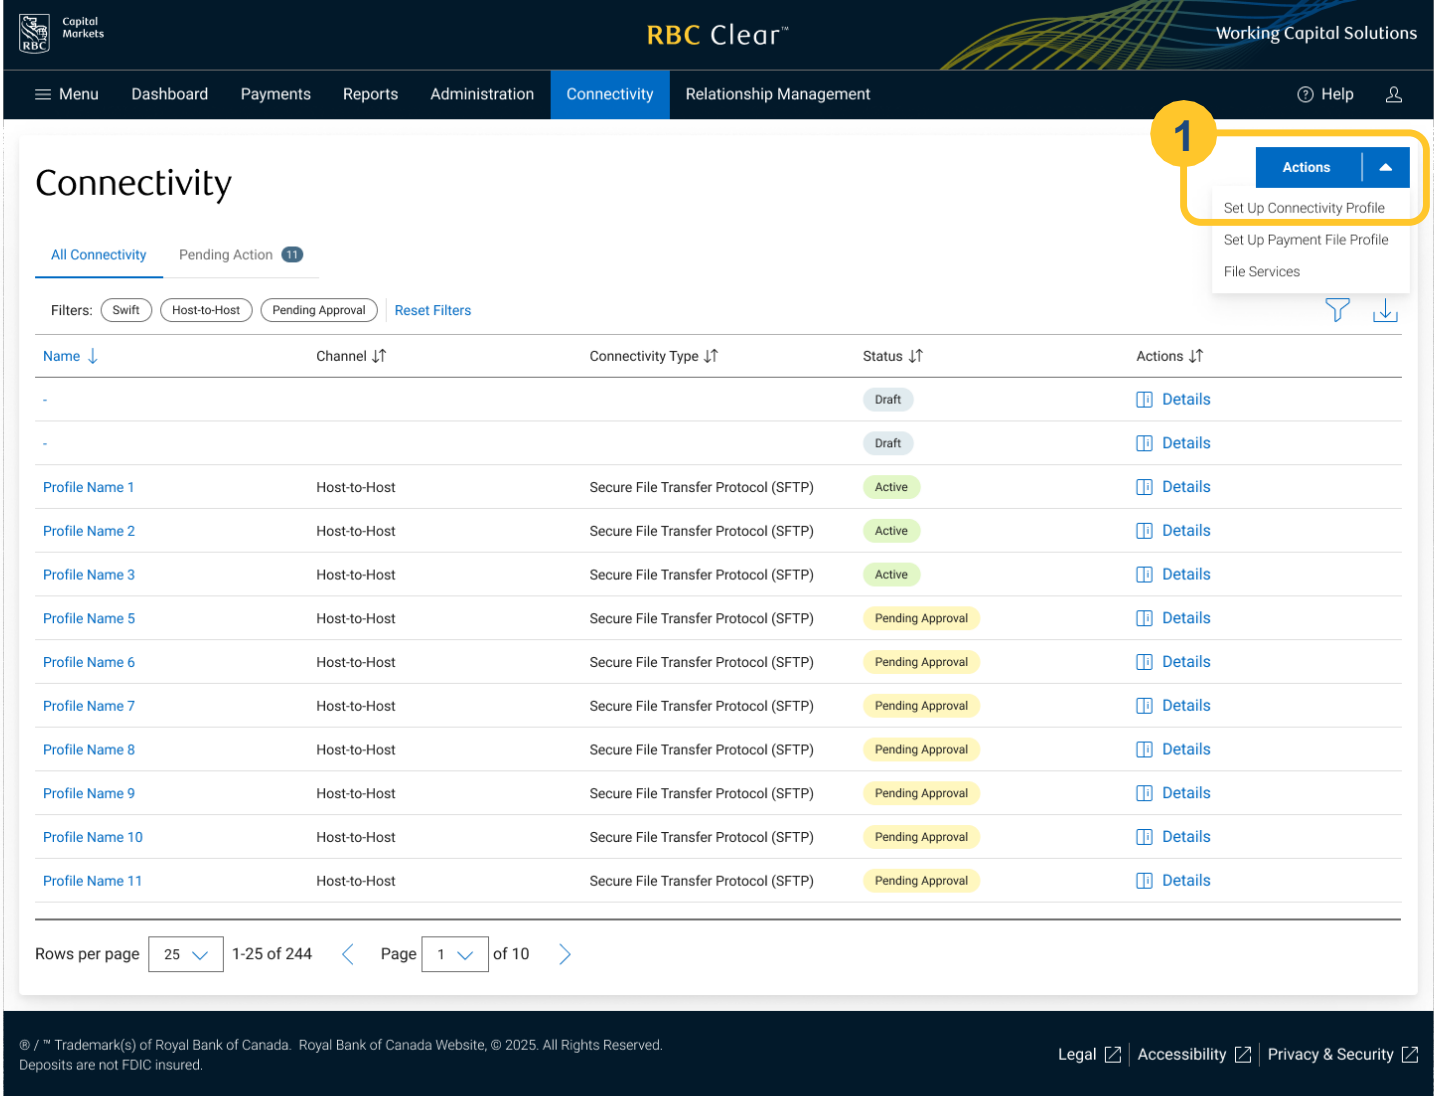 Capital
Markets
RBC
RBC Clear™
Working Capital Solutions
Menu Dashboard Payments Reports Administration Connectivity Relationship Management Help
1
Connectivity
Actions
Set Up Connectivity Profile
Set Up Payment File Profile
File Services
All Connectivity Pending Action 11
Filters: Swift Host-to-Host Pending Approval Reset Filters
Name Channel Connectivity Type Status Actions
- Draft Details
- Draft Details
Profile Name 1 Host-to-Host Secure File Transfer Protocol (SFTP) Active Details
Profile Name 2 Host-to-Host Secure File Transfer Protocol (SFTP) Active Details
Profile Name 3 Host-to-Host Secure File Transfer Protocol (SFTP) Active Details
Profile Name 5 Host-to-Host Secure File Transfer Protocol (SFTP) Pending Approval Details
Profile Name 6 Host-to-Host Secure File Transfer Protocol (SFTP) Pending Approval Details
Profile Name 7 Host-to-Host Secure File Transfer Protocol (SFTP) Pending Approval Details
Profile Name 8 Host-to-Host Secure File Transfer Protocol (SFTP) Pending Approval Details
Profile Name 9 Host-to-Host Secure File Transfer Protocol (SFTP) Pending Approval Details
Profile Name 10 Host-to-Host Secure File Transfer Protocol (SFTP) Pending Approval Details
Profile Name 11 Host-to-Host Secure File Transfer Protocol (SFTP) Pending Approval Details
Rows per page 25 1-25 of 244 Page 1 of 10
® / ™ Trademark(s) of Royal Bank of Canada. Royal Bank of Canada Website, © 2025. All Rights Reserved.
Deposits are not FDIC insured.
Legal Accessibility Privacy & Security